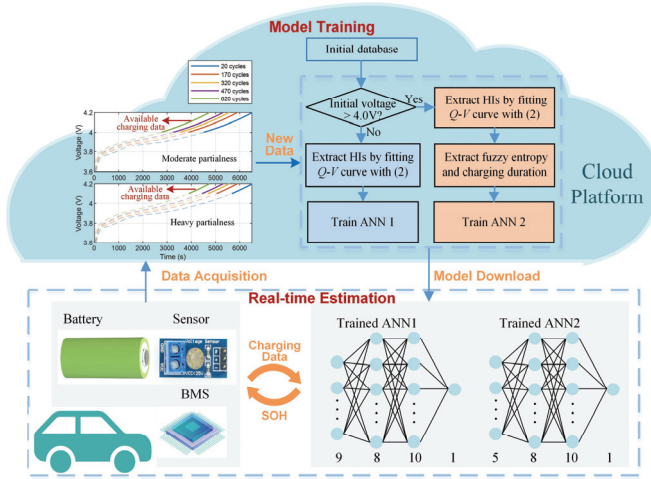 Model Training
Initial database
20 cycles
170 cycles
320 cycles
470 cycles
620 cycles
Initial voltage
> 4.0V?
Yes
No
Extract HIs by fitting
Q-V curve with (2)
Extract HIs by fitting
Q-V curve with (2)
Extract fuzzy entropy
and charging duration
Train ANN 1
Train ANN 2
Cloud
Platform
New
Data
Voltage (V)
4.2
4
3.8
3.6
Available
charging data
Moderate partialness
0 1000 2000 3000 4000 5000 6000 7000
Voltage (V)
4.2
4
3.8
3.6
Available
charging data
Heavy partialness
0 1000 2000 3000 4000 5000 6000 7000
Time (s)
Data Acquisition
Model Download
Real-time Estimation
Battery
Sensor
Voltage Sensor
BMS
Charging
Data
SOH
Trained ANN1
9 8 10 1
Trained ANN2
5 8 10 1